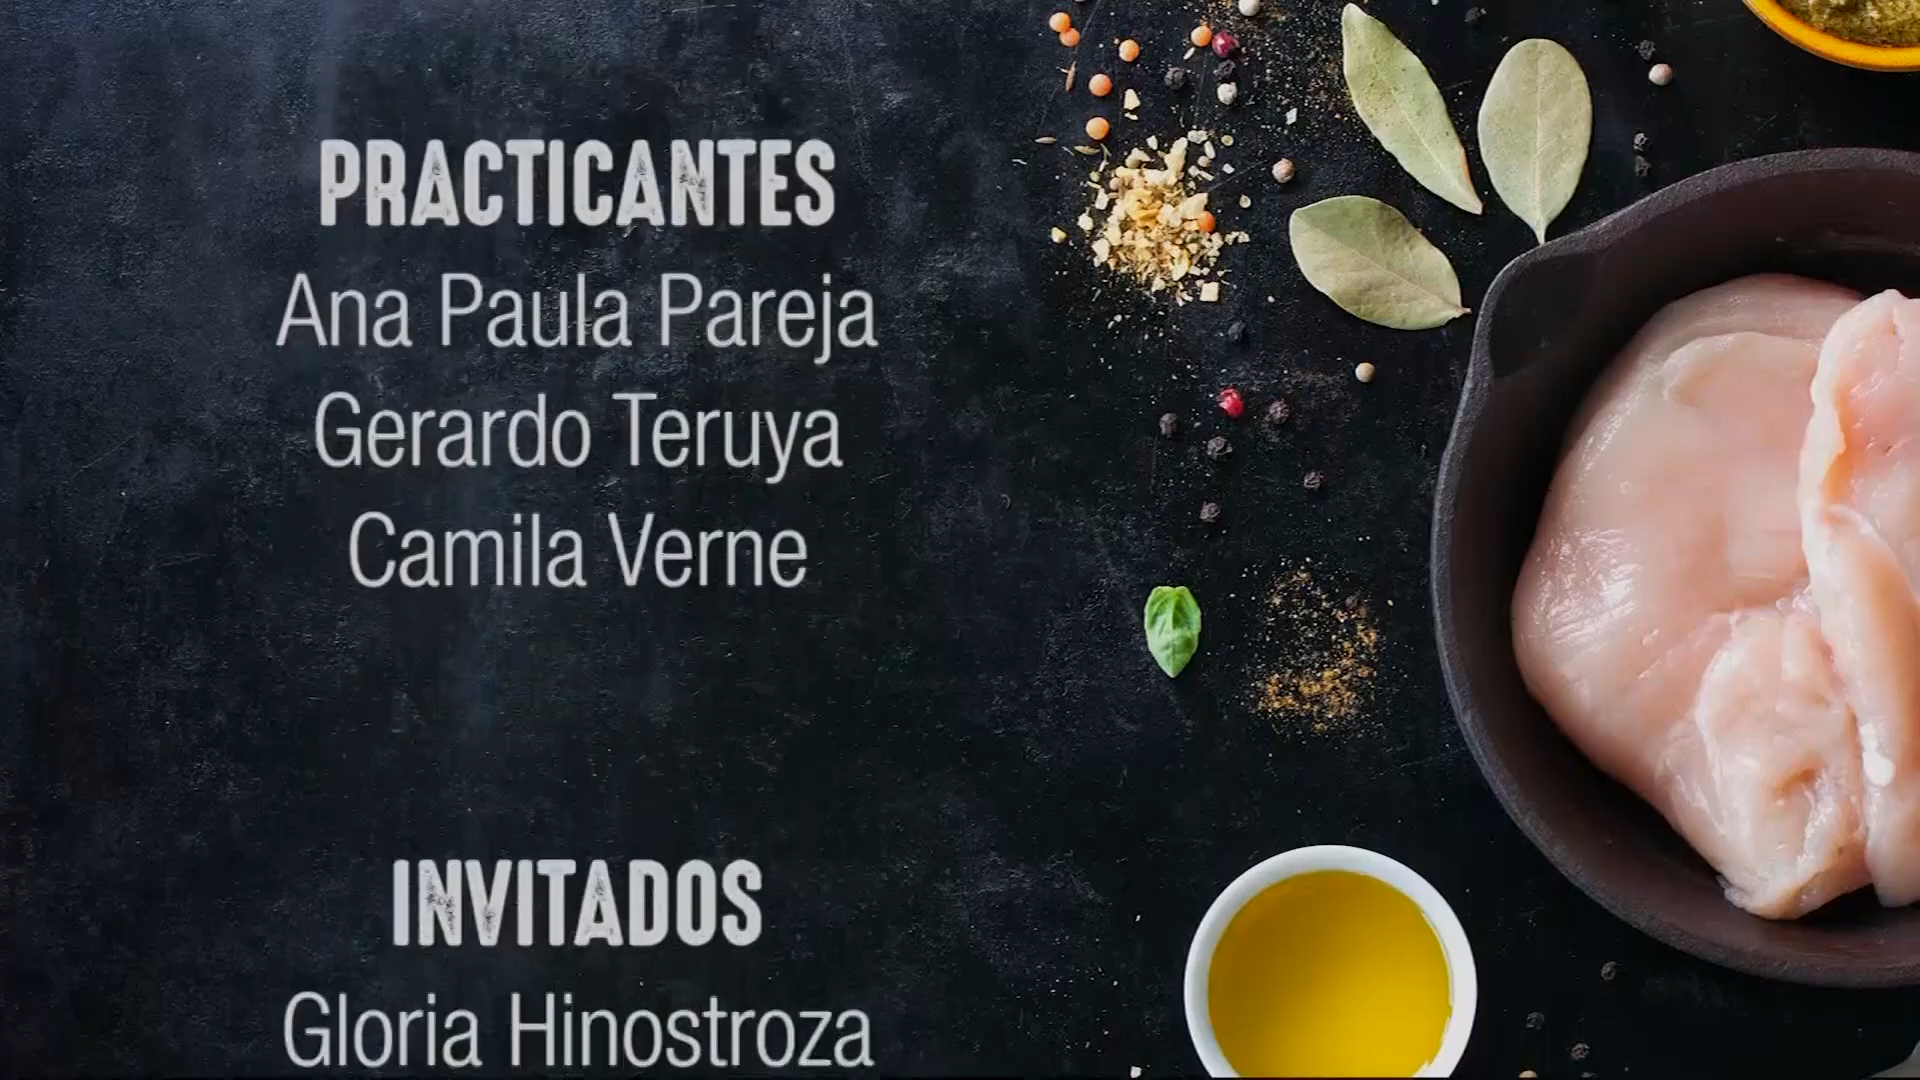 PRACTICANTES
Ana Paula Pareja
Gerardo Teruya
Camila Verne
INVITADOS
Gloria Hinostroza